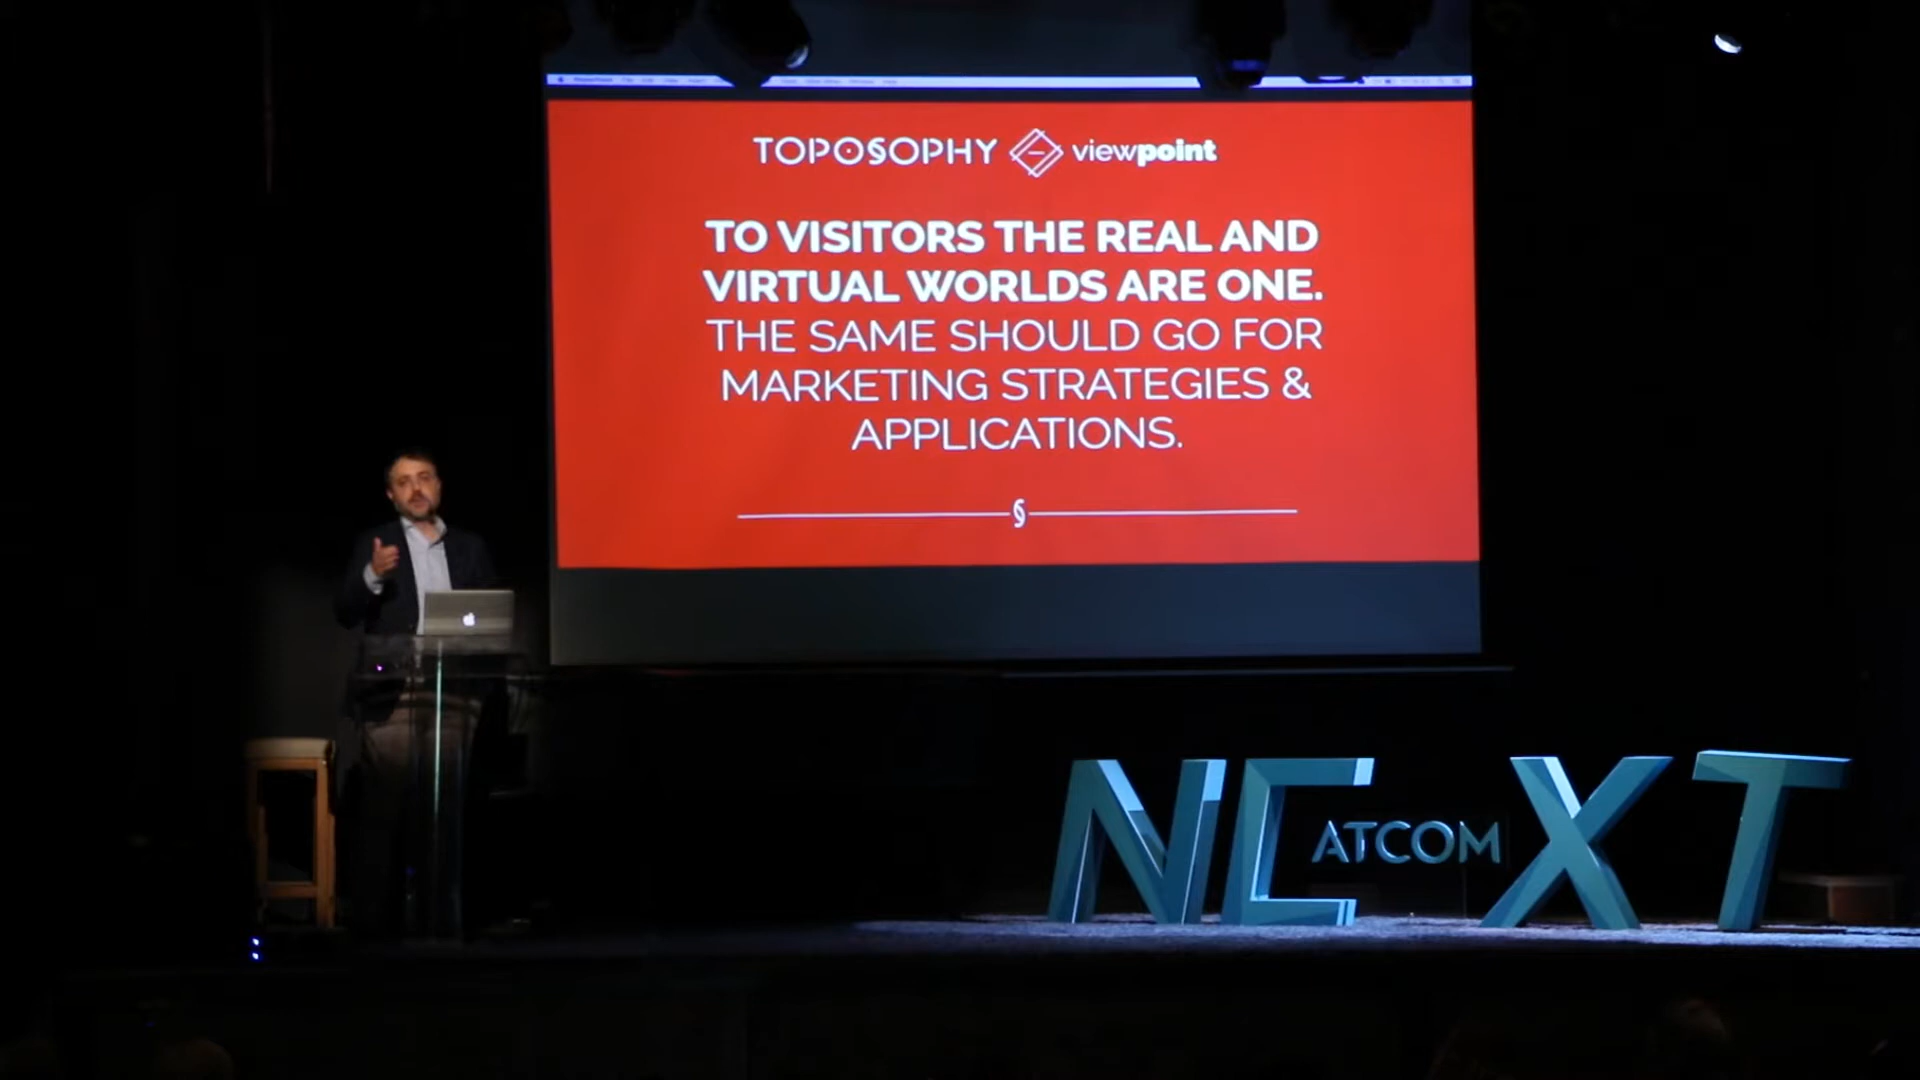 TOPOSOPHY viewpoint
TO VISITORS THE REAL AND
VIRTUAL WORLDS ARE ONE.
THE SAME SHOULD GO FOR
MARKETING STRATEGIES &
APPLICATIONS.
NEXT
ATCOM